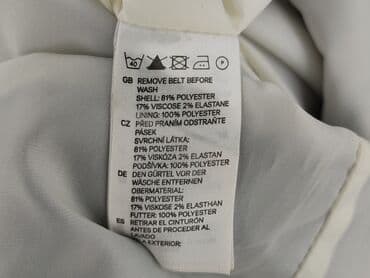 40 P
GB REMOVE BELT BEFORE
WASH
SHELL: 81% POLYESTER
17% VISCOSE 2% ELASTANE
LINING: 100% POLYESTER
CZ PŘED PRANÍM ODSTRAŇTE
PÁSEK
SVRCHNÍ LÁTKA:
81% POLYESTER
17% VISKÓZA 2% ELASTAN
PODŠÍVKA: 100% POLYESTER
DE DEN GÜRTEL VOR DER
WÄSCHE ENTFERNEN
OBERMATERIAL:
81% POLYESTER
17% VISKOSE 2% ELASTHAN
FUTTER: 100% POLYESTER
ES RETIRAR EL CINTURÓN
ANTES DE PROCEDER AL
LAVADO
EXTERIOR: